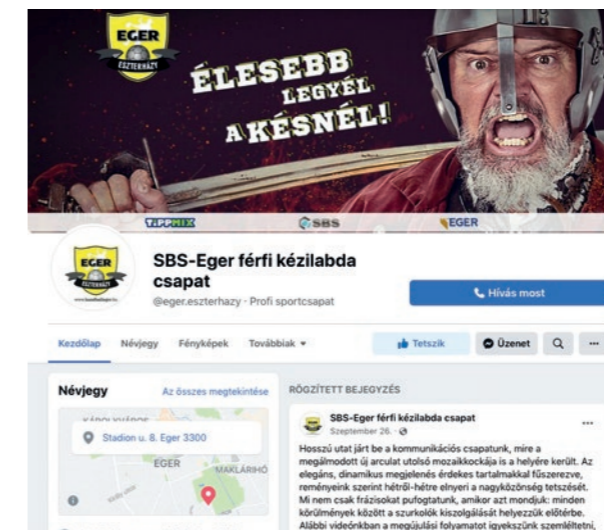 EGER
ESZTERHÁZY
ÉLESEBB
LEGYÉL
A KÉSNÉL!
TIPPMIX
SBS
EGER
EGER
ESZTERHÁZY
SBS-Eger férfi kézilabda
csapat
@eger.eszterhazy · Profi sportcsapat
Hívás most
Kezdőlap Névjegy Fényképek Továbbiak
Tetszik Üzenet
Névjegy Az összes megtekintése
Stadion u. 8. Eger 3300
EGER
MAKLÁRIHÓ
RÖGZÍTETT BEJEGYZÉS
SBS-Eger férfi kézilabda csapat
Szeptember 26. ·
Hosszú utat járt be a kommunikációs csapatunk, mire a
megálmodott új arculat utolsó mozaikkockája is a helyére került. Az
elegáns, dinamikus megjelenés érdekes tartalmakkal fűszerezve,
reményeink szerint hétről-hétre elnyeri a nagyközönség tetszését.
Mi nem csak frázisokat pufogtatunk, amikor azt mondjuk: minden
körülmények között a szurkolók kiszolgálását helyezzük előtérbe.
Alábbi videónkban a megújulási folyamatot igyekszünk szemléltetni,